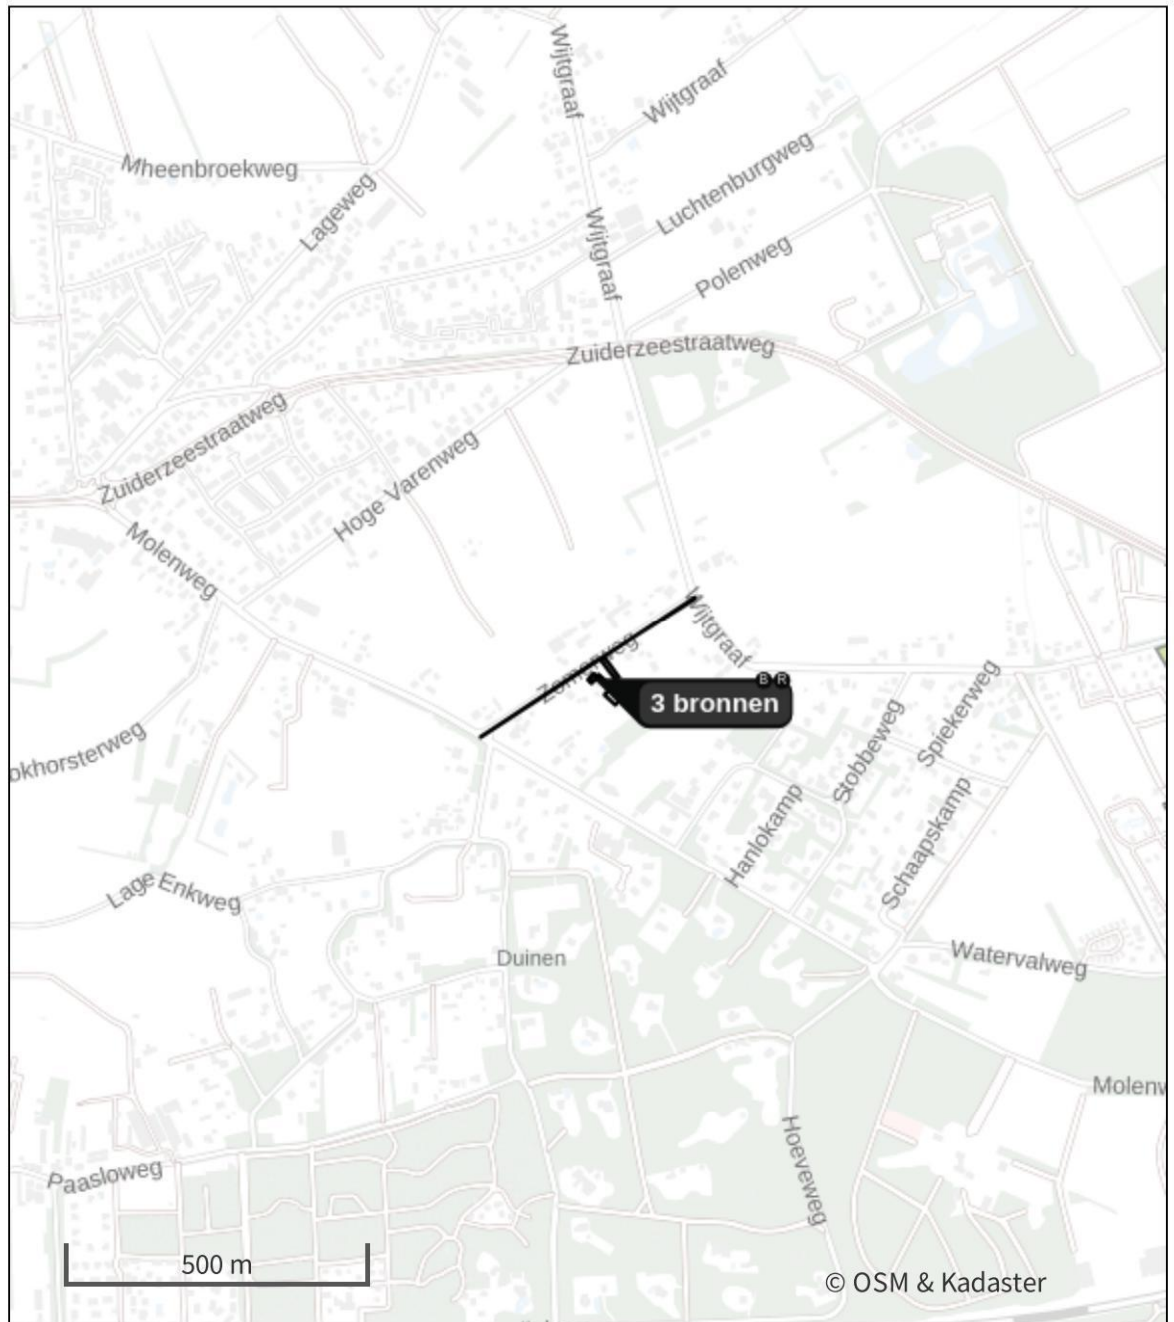 Wijtgraaf
Wijtgraaf
Mheenbroekweg
Luchtenburgweg
Lageweg
Wijtgraaf
Polenweg
Zuiderzeestraatweg
Zuiderzeestraatweg
Hoge Varenweg
Molenweg
Wijtgraaf
Zomerweg
B R
3 bronnen
Spiekerweg
Stobbeweg
okhorsterweg
Hanlokamp
Schaapskamp
Lage Enkweg
Duinen
Watervalweg
Molenw
Hoeveweg
Paasloweg
500 m
© OSM & Kadaster